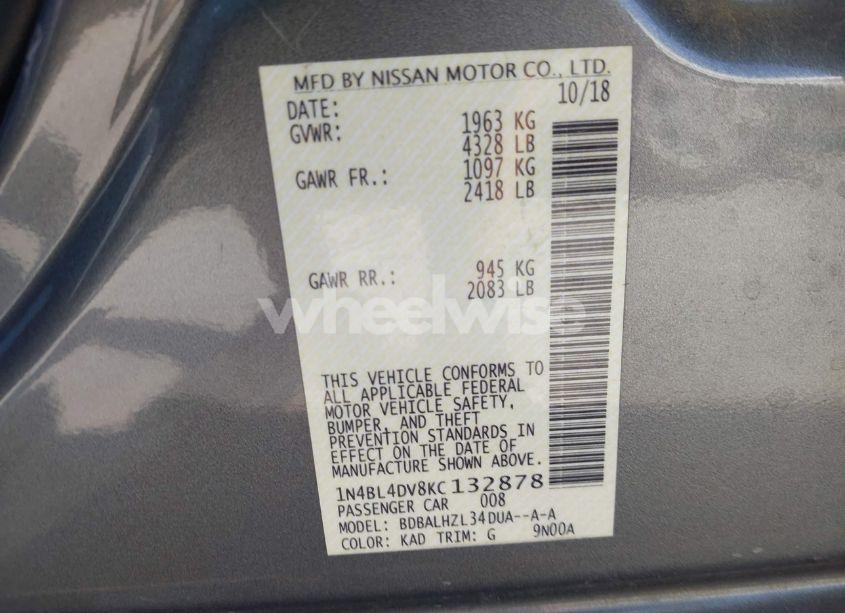 MFD BY NISSAN MOTOR CO., LTD.
DATE: 10/18
GVWR: 1963 KG
4328 LB
GAWR FR.: 1097 KG
2418 LB
GAWR RR.: 945 KG
2083 LB
wheelwise
THIS VEHICLE CONFORMS TO
ALL APPLICABLE FEDERAL
MOTOR VEHICLE SAFETY,
BUMPER, AND THEFT
PREVENTION STANDARDS IN
EFFECT ON THE DATE OF
MANUFACTURE SHOWN ABOVE.
1N4BL4DV8KC132878
PASSENGER CAR 008
MODEL: BDBALHZL34DUA--A-A
COLOR: KAD TRIM: G 9N00A